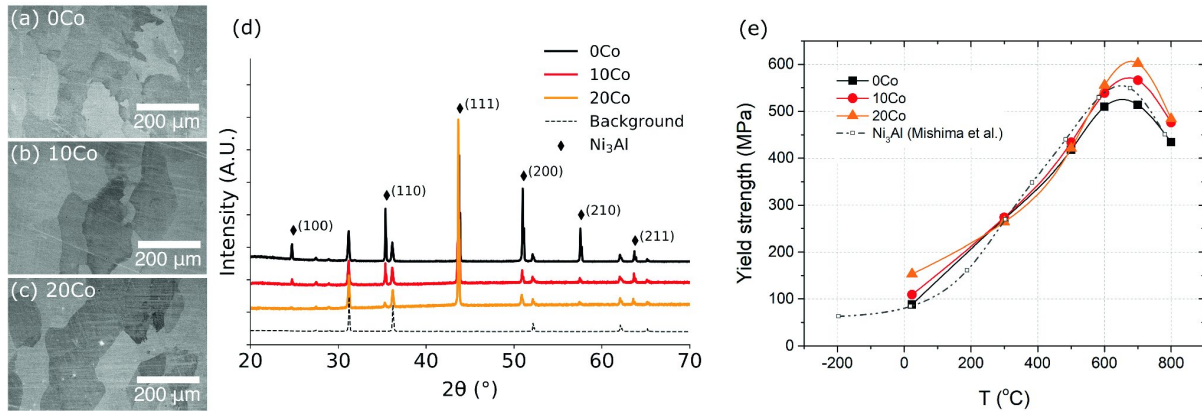 (a) 0Co
200 μm
(b) 10Co
200 μm
(c) 20Co
200 μm
(d)
0Co
10Co
20Co
Background
Ni₃Al
(100)
(110)
(111)
(200)
(210)
(211)
Intensity (A.U.)
20 30 40 50 60 70
2θ (°)
(e)
0Co
10Co
20Co
Ni₃Al (Mishima et al.)
Yield strength (MPa)
600
500
400
300
200
100
0
-200 0 200 400 600 800
T (°C)